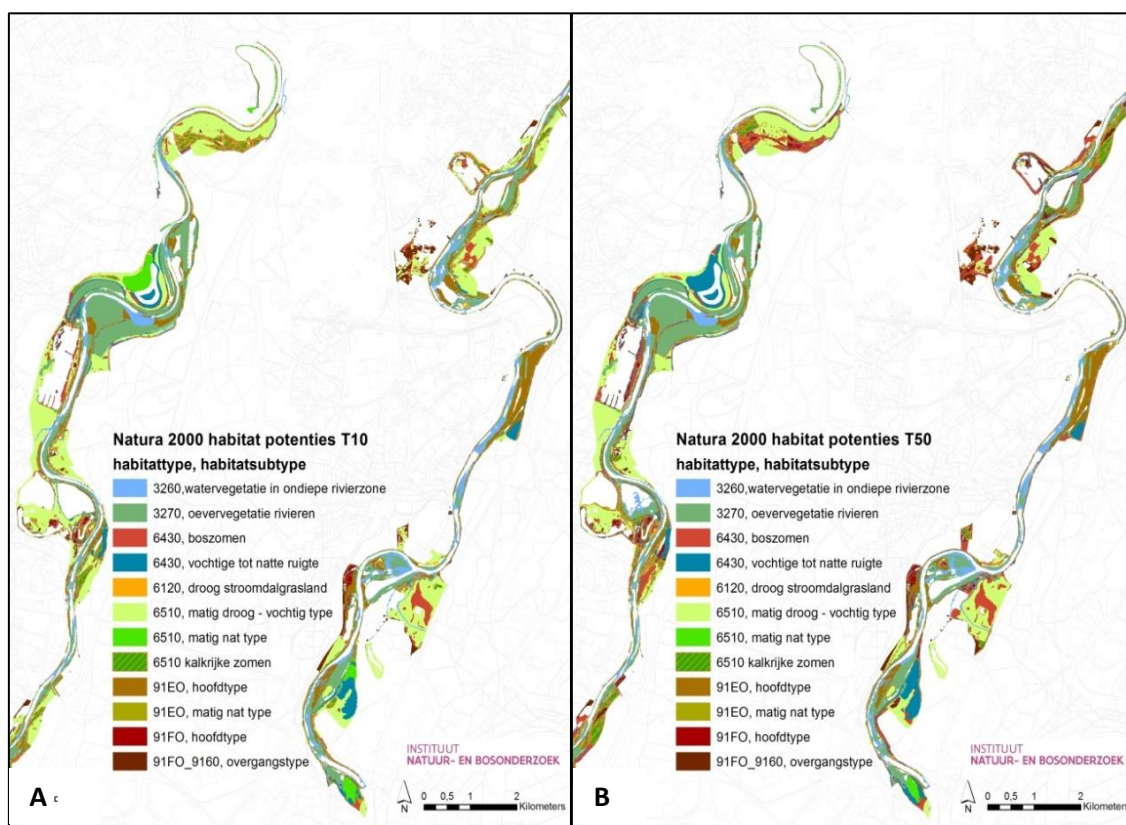 Natura 2000 habitat potenties T10
habitattype, habitatsubtype
3260,watervegetatie in ondiepe rivierzone
3270, oevervegetatie rivieren
6430, boszomen
6430, vochtige tot natte ruigte
6120, droog stroomdalgrasland
6510, matig droog - vochtig type
6510, matig nat type
6510 kalkrijke zomen
91EO, hoofdtype
91EO, matig nat type
91FO, hoofdtype
91FO_9160, overgangstype
INSTITUUT
NATUUR- EN BOSONDERZOEK
A c
N
0 0,5 1 2
Kilometers
Natura 2000 habitat potenties T50
habitattype, habitatsubtype
3260,watervegetatie in ondiepe rivierzone
3270, oevervegetatie rivieren
6430, boszomen
6430, vochtige tot natte ruigte
6120, droog stroomdalgrasland
6510, matig droog - vochtig type
6510, matig nat type
6510 kalkrijke zomen
91EO, hoofdtype
91EO, matig nat type
91FO, hoofdtype
91FO_9160, overgangstype
INSTITUUT
NATUUR- EN BOSONDERZOEK
B
N
0 0,5 1 2
Kilometers